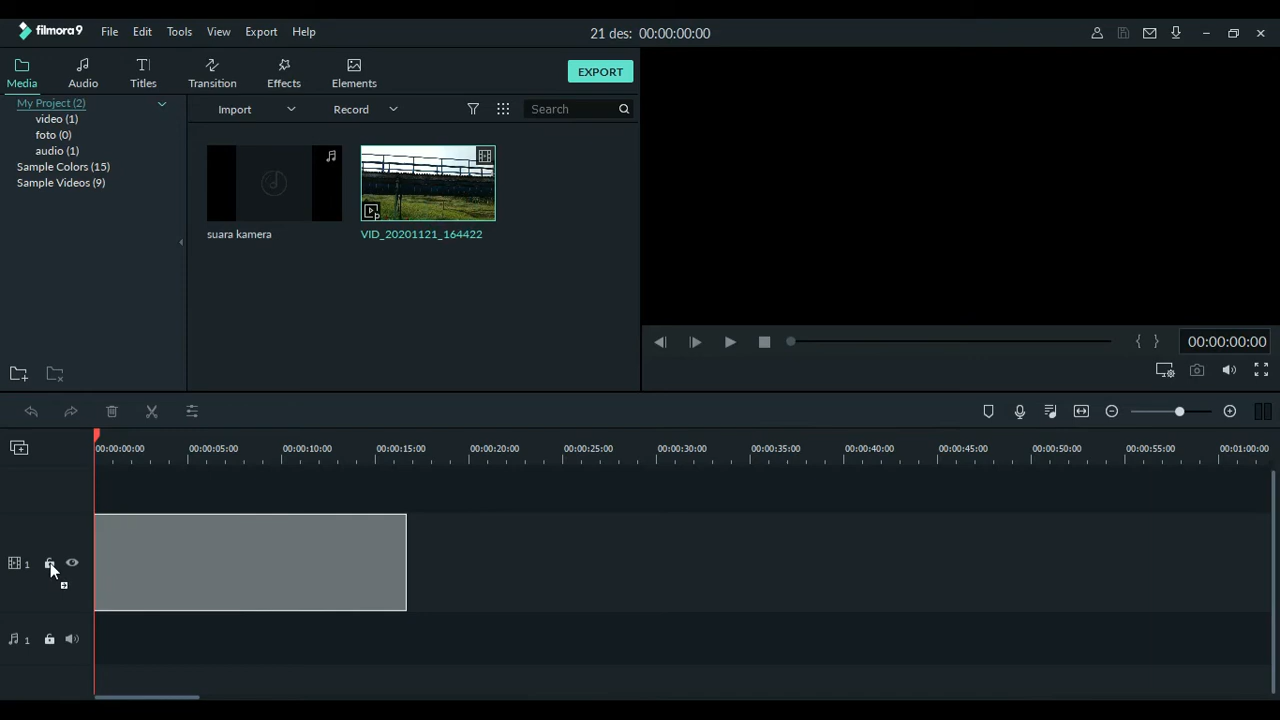 filmora9 File Edit Tools View Export Help 21 des: 00:00:00:00
Media Audio Titles Transition Effects Elements EXPORT
My Project (2)
video (1)
foto (0)
audio (1)
Sample Colors (15)
Sample Videos (9)
Import Record Search
suara kamera VID_20201121_164422
00:00:00:00
00:00:00:00 00:00:05:00 00:00:10:00 00:00:15:00 00:00:20:00 00:00:25:00 00:00:30:00 00:00:35:00 00:00:40:00 00:00:45:00 00:00:50:00 00:00:55:00 00:01:00:00
1
1